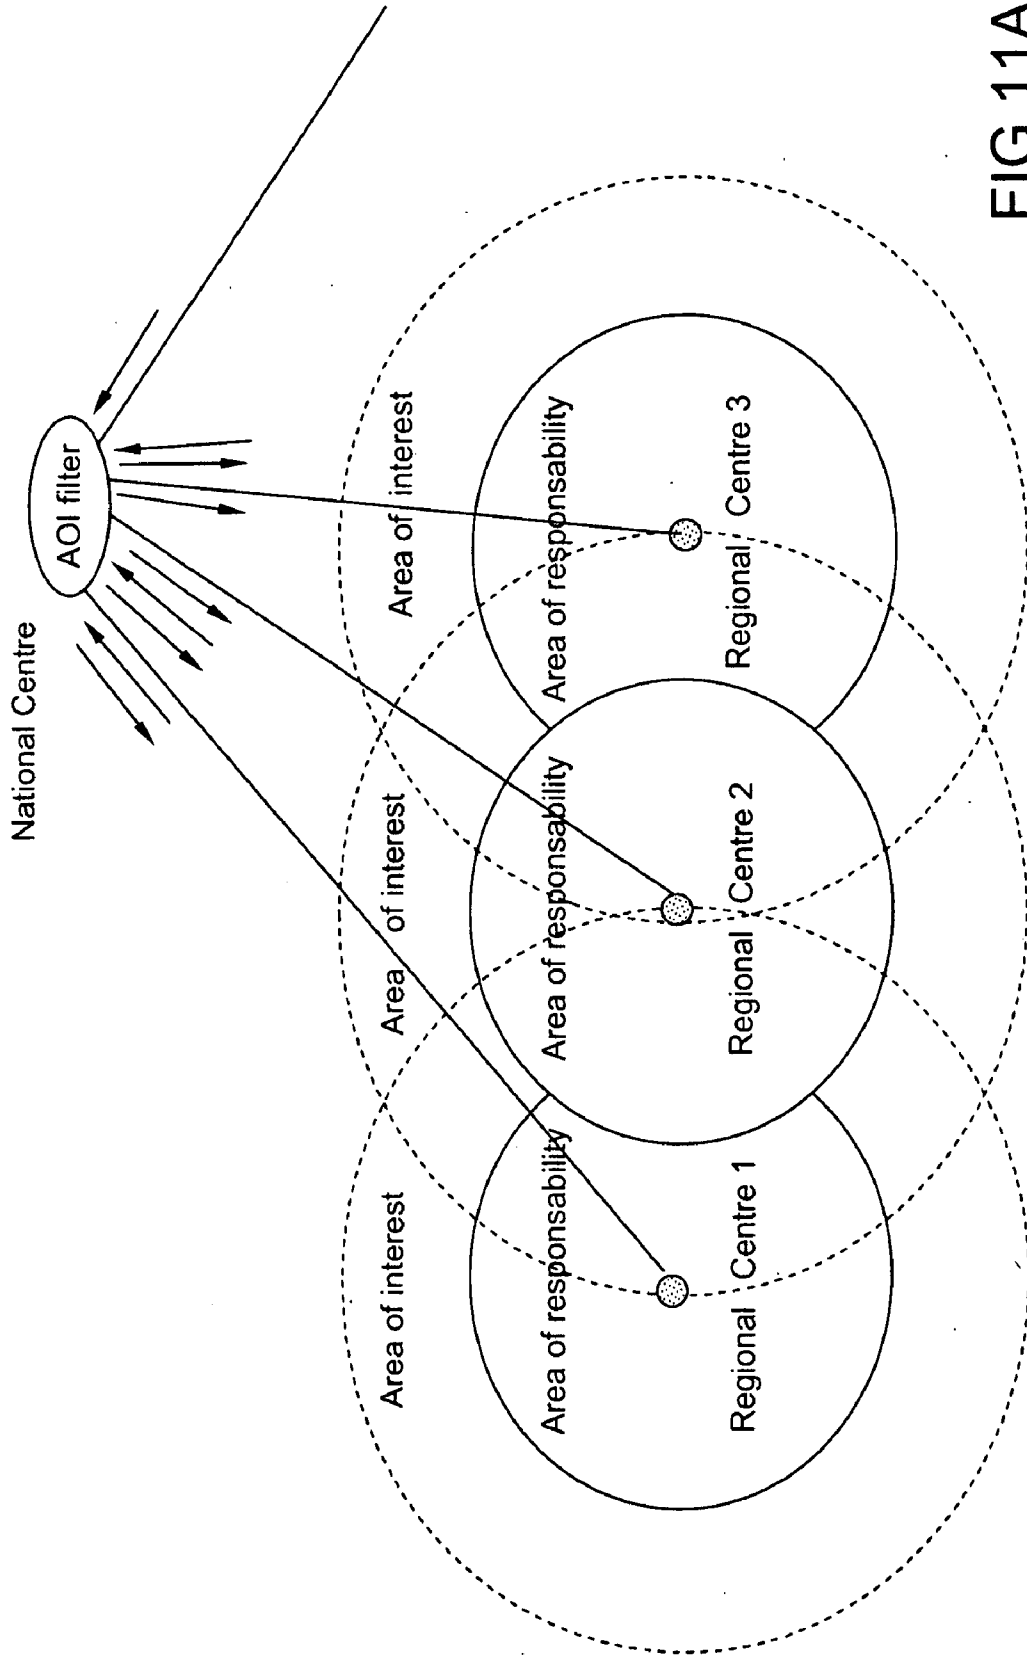 National Centre
AOI filter
Area of interest
Area of interest
Area of interest
Area of responsability
Area of responsability
Area of responsability
Regional Centre 1
Regional Centre 2
Regional Centre 3
FIG.11A